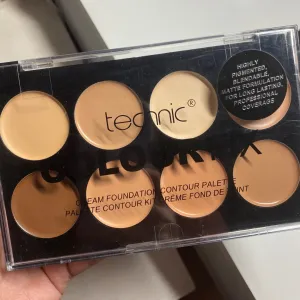 technic®
HIGHLY
PIGMENTED,
BLENDABLE,
MATTE FORMULATION
FOR LONG LASTING,
PROFESSIONAL
COVERAGE
CREAM FOUNDATION CONTOUR PALETTE
PALETTE CONTOUR KIT CRÈME FOND DE TEINT